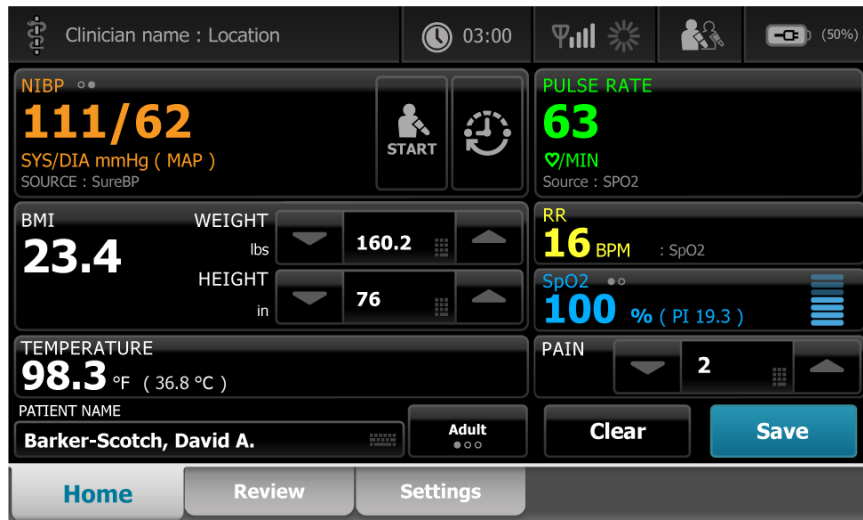 Clinician name : Location
03:00
(50%)
NIBP
111/62
SYS/DIA mmHg ( MAP )
SOURCE : SureBP
START
PULSE RATE
63
/MIN
Source : SPO2
BMI
23.4
WEIGHT
lbs
160.2
HEIGHT
in
76
RR
16 BPM : SpO2
SpO2
100 % ( PI 19.3 )
TEMPERATURE
98.3 °F ( 36.8 °C )
PAIN
2
PATIENT NAME
Barker-Scotch, David A.
Adult
Clear
Save
Home
Review
Settings